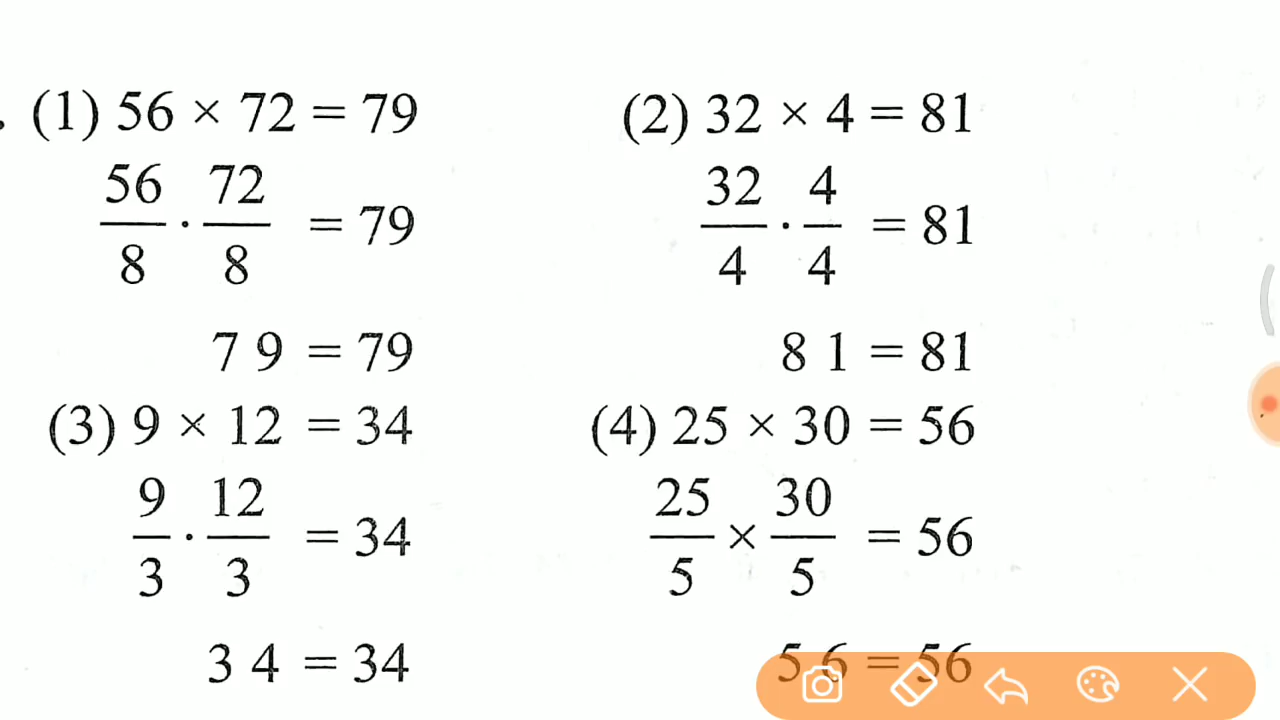 . (1) 56 × 72 = 79
56/8 · 72/8 = 79
7 9 = 79
(2) 32 × 4 = 81
32/4 · 4/4 = 81
8 1 = 81
(3) 9 × 12 = 34
9/3 · 12/3 = 34
3 4 = 34
(4) 25 × 30 = 56
25/5 × 30/5 = 56
5 6 = 56